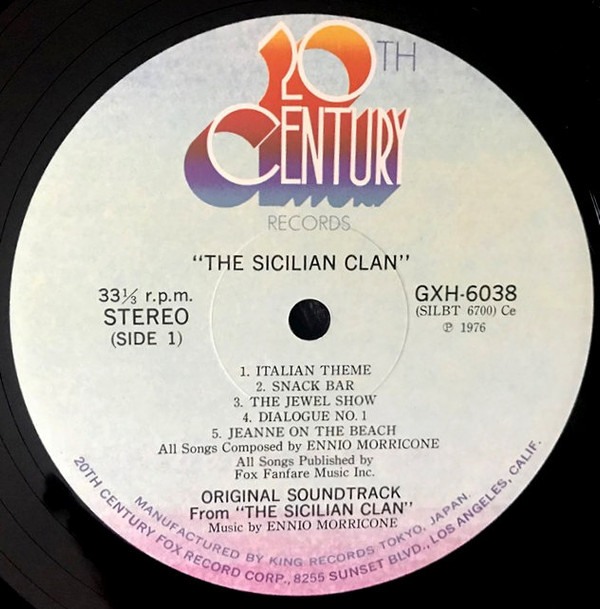 20TH
CENTURY
RECORDS
"THE SICILIAN CLAN"
33⅓ r.p.m.
STEREO
(SIDE 1)
GXH-6038
(SILBT 6700) Ce
℗ 1976
1. ITALIAN THEME
2. SNACK BAR
3. THE JEWEL SHOW
4. DIALOGUE NO. 1
5. JEANNE ON THE BEACH
All Songs Composed by ENNIO MORRICONE
All Songs Published by
Fox Fanfare Music Inc.
ORIGINAL SOUNDTRACK
From "THE SICILIAN CLAN"
Music by ENNIO MORRICONE
MANUFACTURED BY KING RECORDS TOKYO, JAPAN.
20TH CENTURY FOX RECORD CORP., 8255 SUNSET BLVD., LOS ANGELES, CALIF.